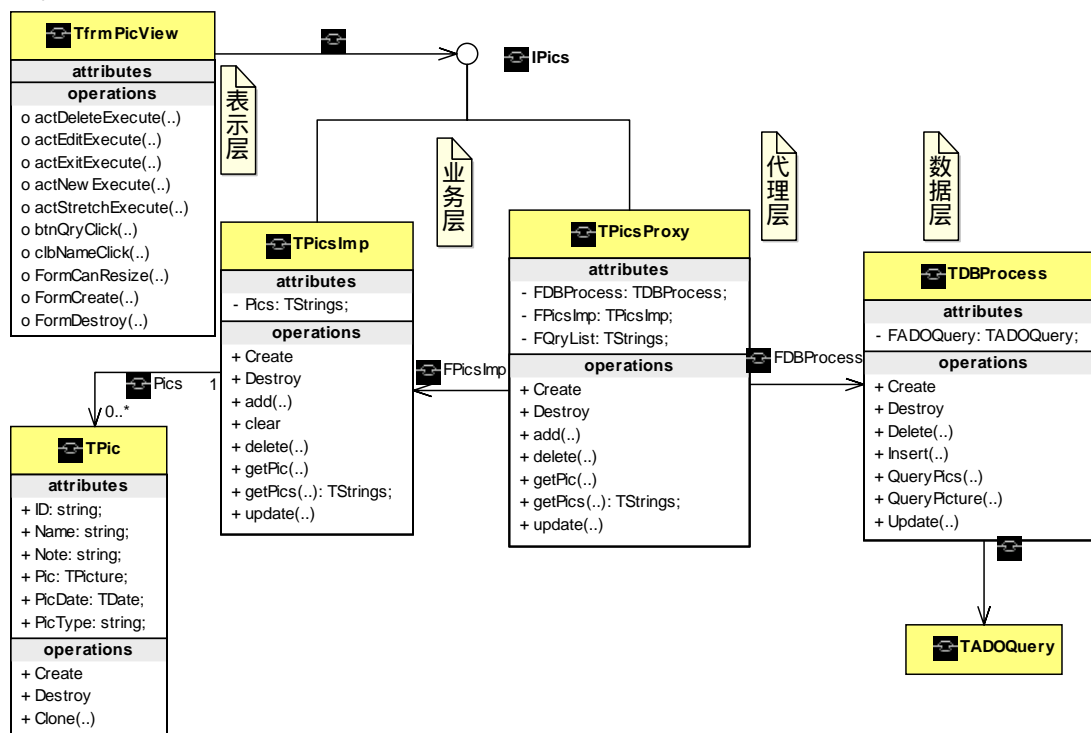 TfrmPicView
attributes
operations
o actDeleteExecute(..)
o actEditExecute(..)
o actExitExecute(..)
o actNewExecute(..)
o actStretchExecute(..)
o btnQryClick(..)
o clbNameClick(..)
o FormCanResize(..)
o FormCreate(..)
o FormDestroy(..)
IPics
表示层
业务层
代理层
数据层
TPicsImp
attributes
- Pics: TStrings;
operations
+ Create
+ Destroy
+ add(..)
+ clear
+ delete(..)
+ getPic(..)
+ getPics(..): TStrings;
+ update(..)
TPicsProxy
attributes
- FDBProcess: TDBProcess;
- FPicsImp: TPicsImp;
- FQryList: TStrings;
operations
+ Create
+ Destroy
+ add(..)
+ delete(..)
+ getPic(..)
+ getPics(..): TStrings;
+ update(..)
TDBProcess
attributes
- FADOQuery: TADOQuery;
operations
+ Create
+ Destroy
+ Delete(..)
+ Insert(..)
+ QueryPics(..)
+ QueryPicture(..)
+ Update(..)
FPicsImp
FDBProcess
Pics
1
0..*
TPic
attributes
+ ID: string;
+ Name: string;
+ Note: string;
+ Pic: TPicture;
+ PicDate: TDate;
+ PicType: string;
operations
+ Create
+ Destroy
+ Clone(..)
TADOQuery